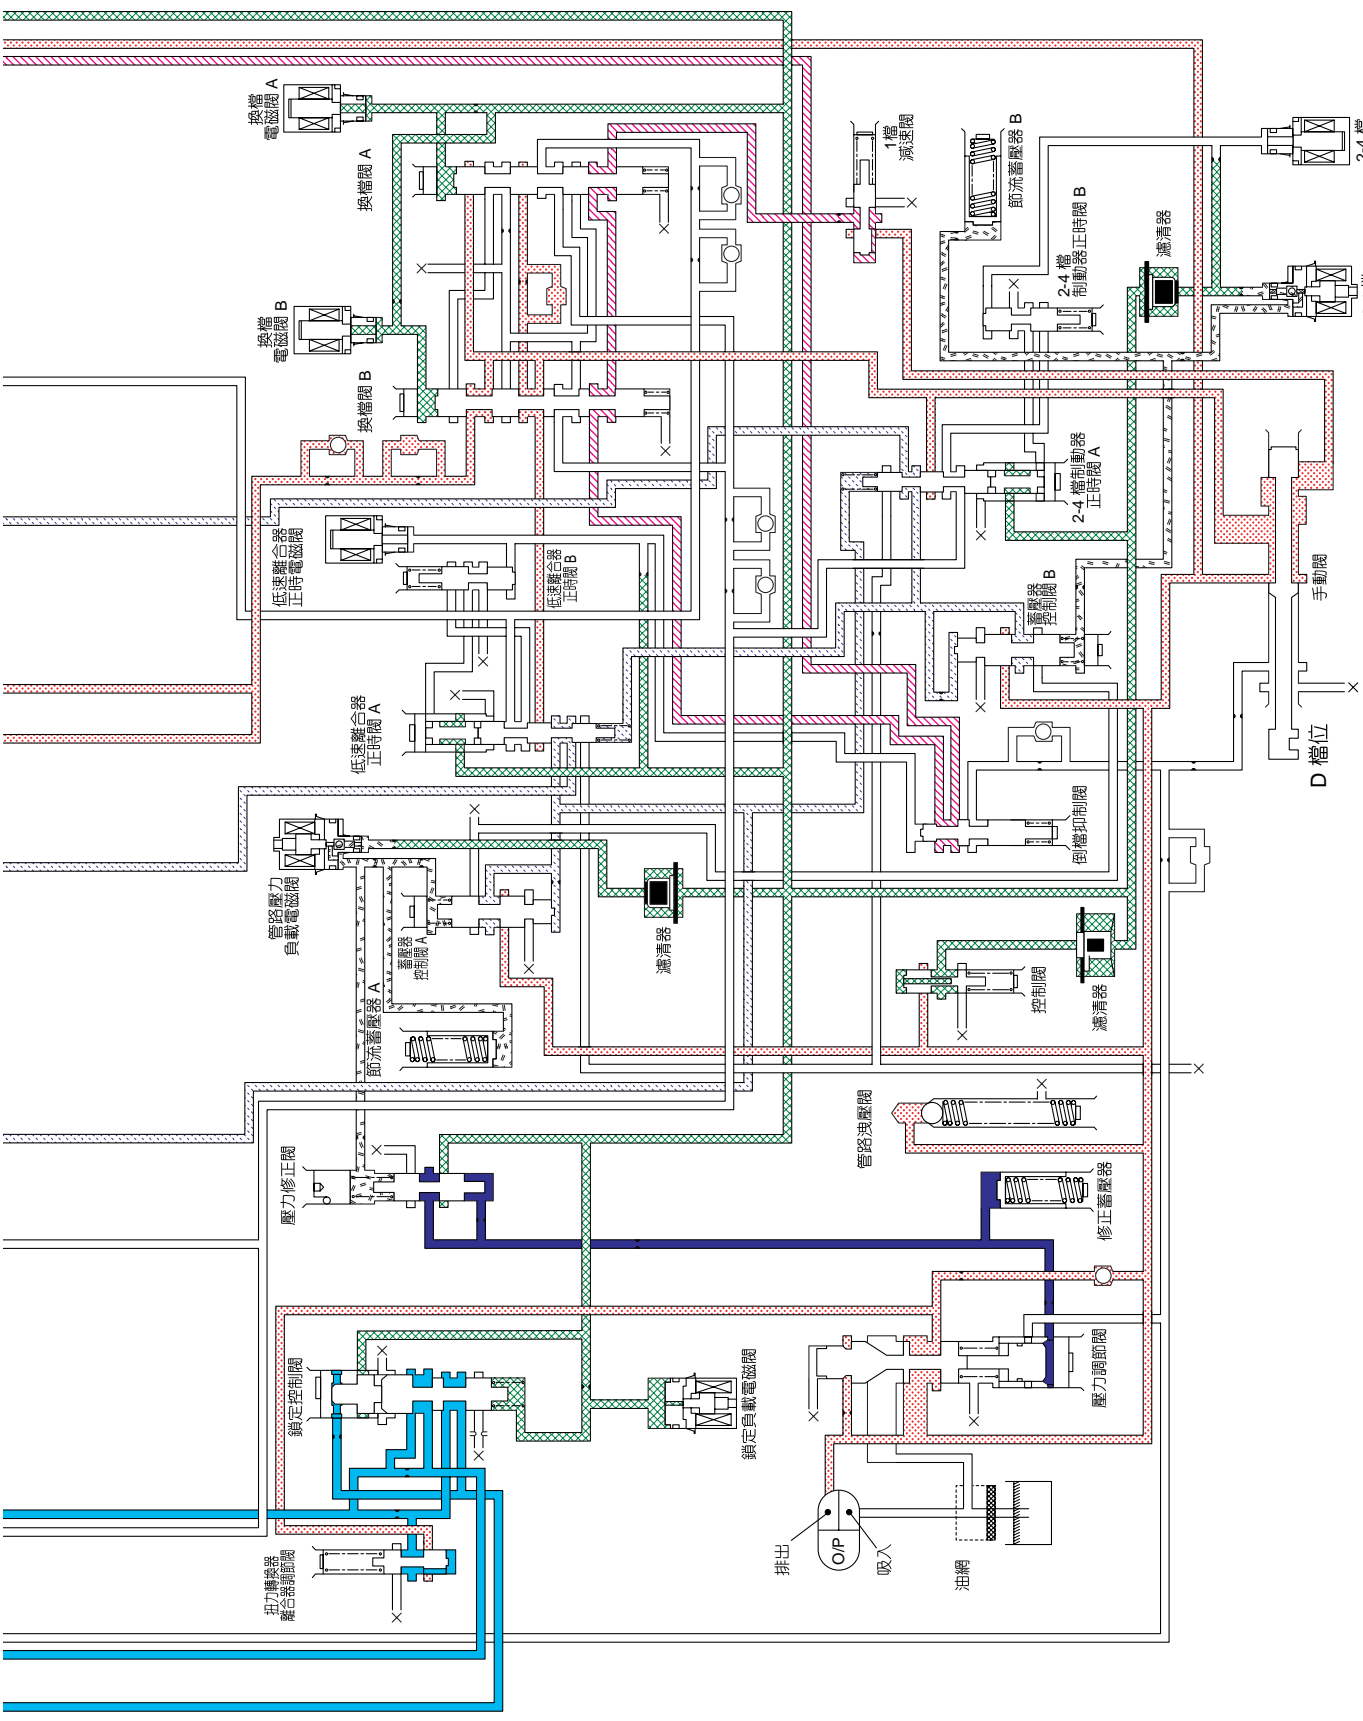 換檔
電磁閥 A
換檔閥 A
換檔
電磁閥 B
換檔閥 B
低速離合器
正時電磁閥
低速離合器
正時閥 B
低速離合器
正時閥 A
管路壓力
負載電磁閥
蓄壓器
控制閥 A
節流蓄壓器 A
壓力修正閥
鎖定控制閥
扭力轉換器
離合器調節閥
濾清器
鎖定負載電磁閥
1檔
減速閥
節流蓄壓器 B
2-4 檔
制動器正時閥 B
濾清器
2-4 檔
2-4 檔制動器
正時閥 A
蓄壓器
控制閥 B
手動閥
D 檔位
倒檔抑制閥
控制閥
濾清器
管路洩壓閥
修正蓄壓器
壓力調節閥
排出
O/P
吸入
油網